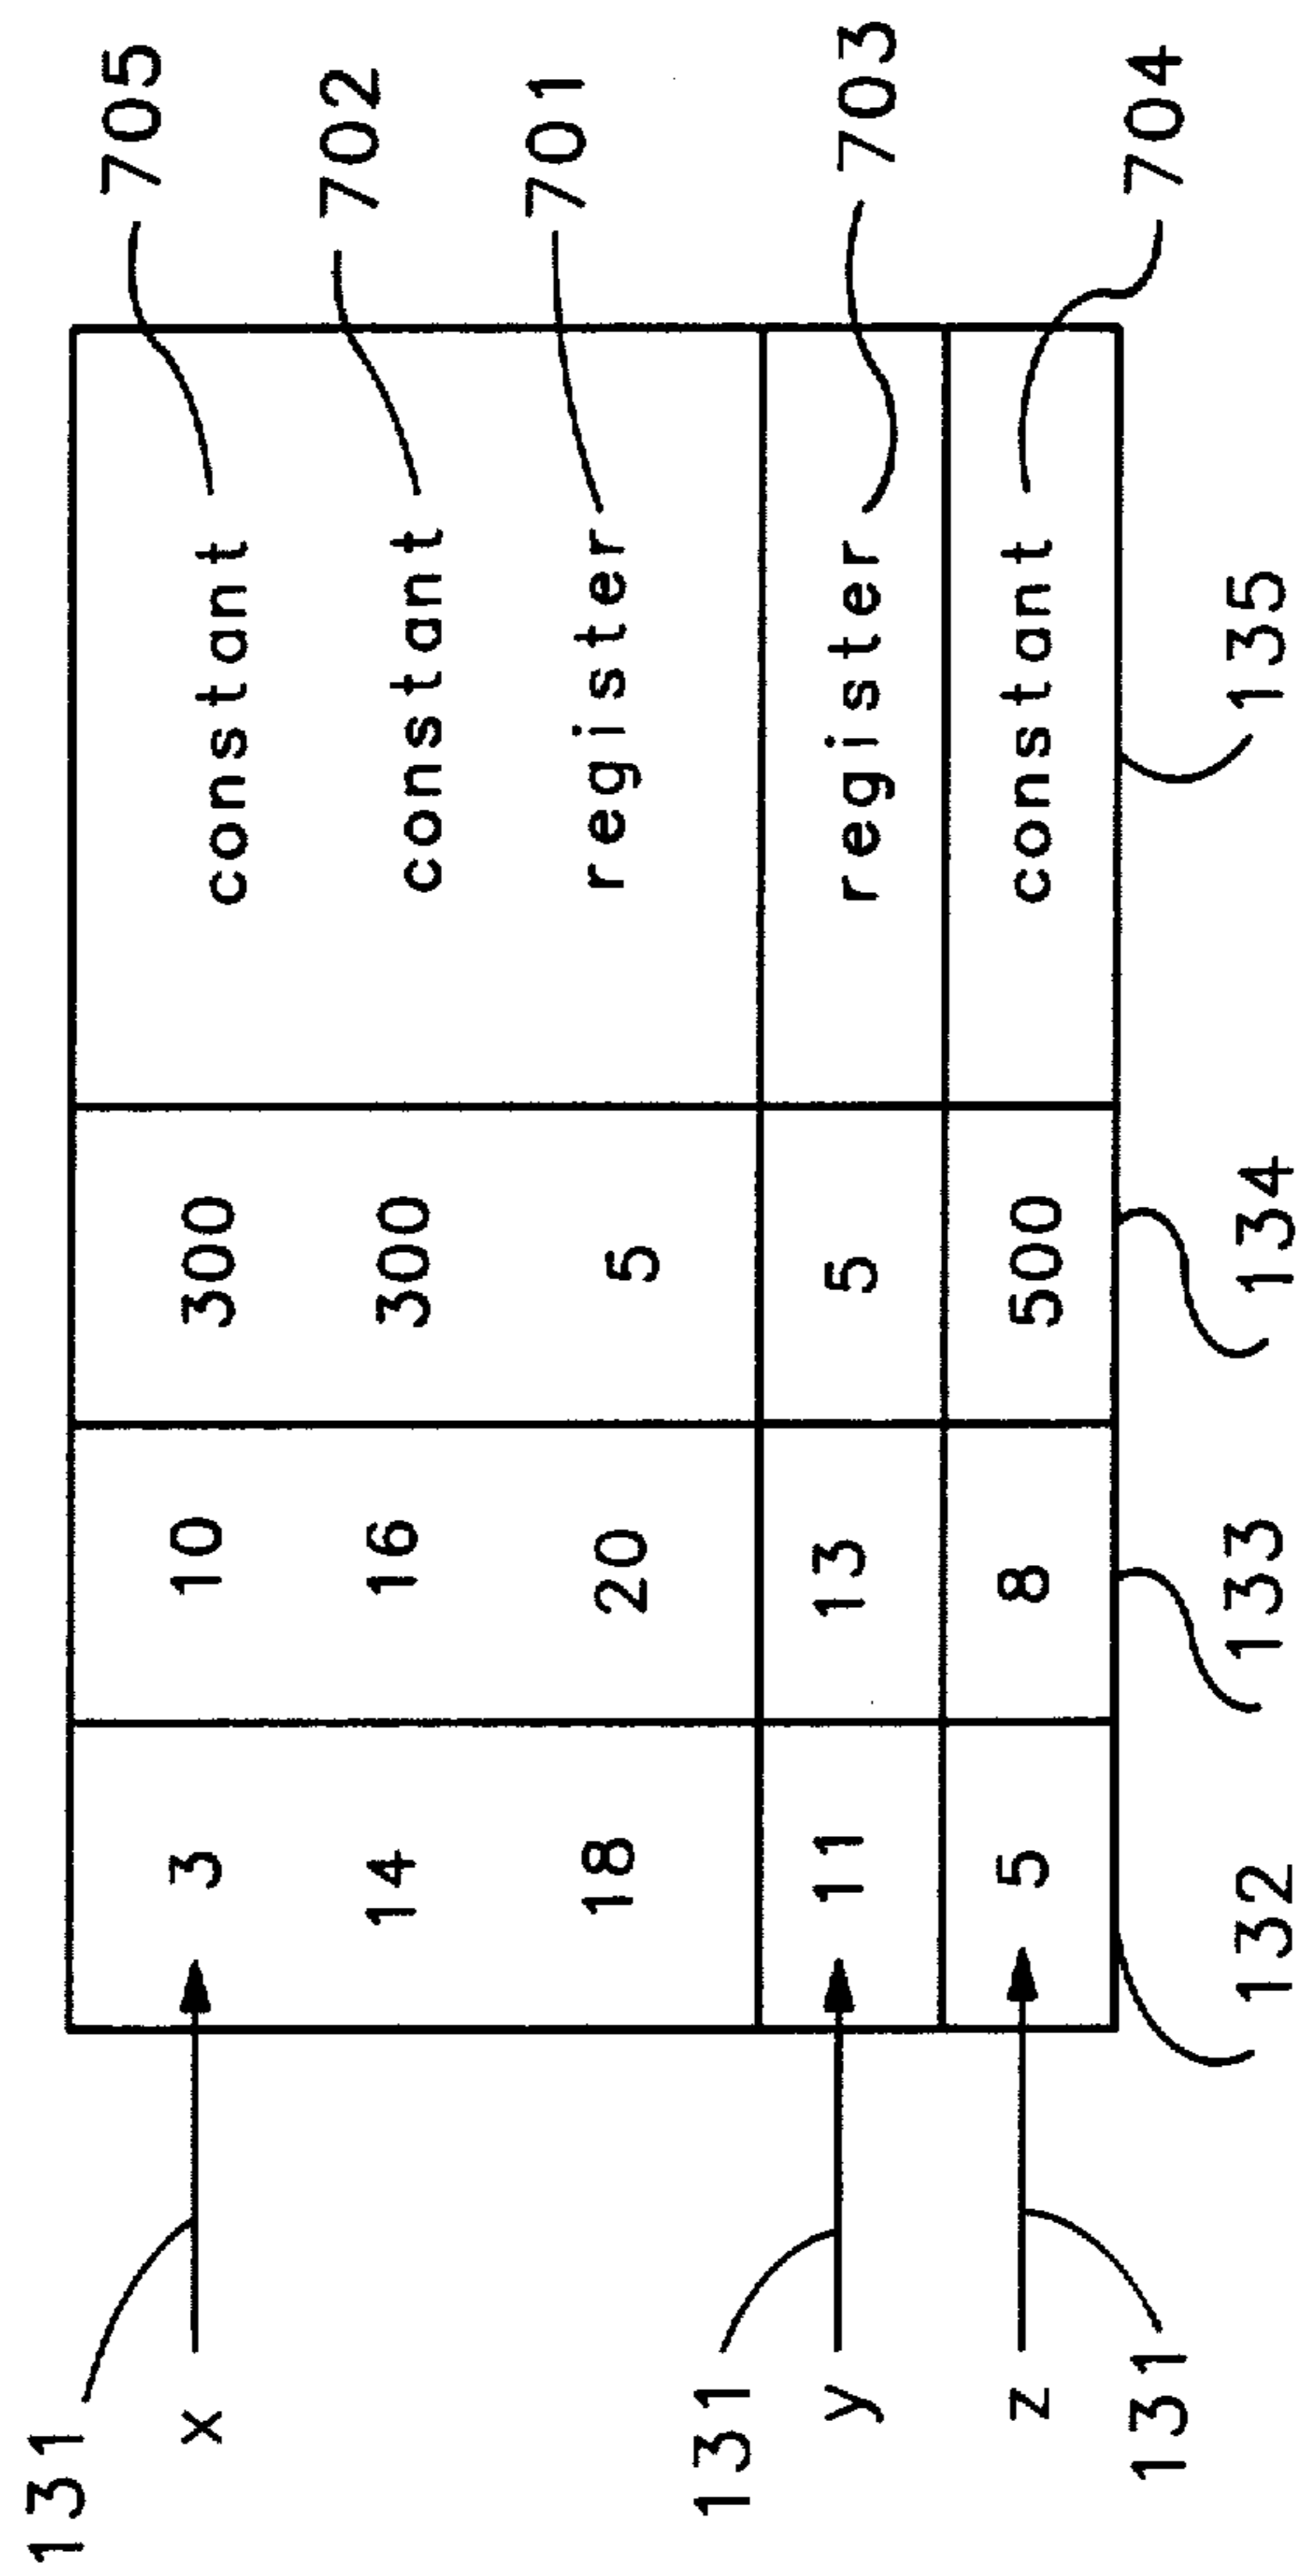 131 705
x 3 10 300 constant
14 16 300 constant 702
18 20 5 register 701
131 y 11 13 5 register 703
z 5 8 500 constant 704
131 132 133 134 135